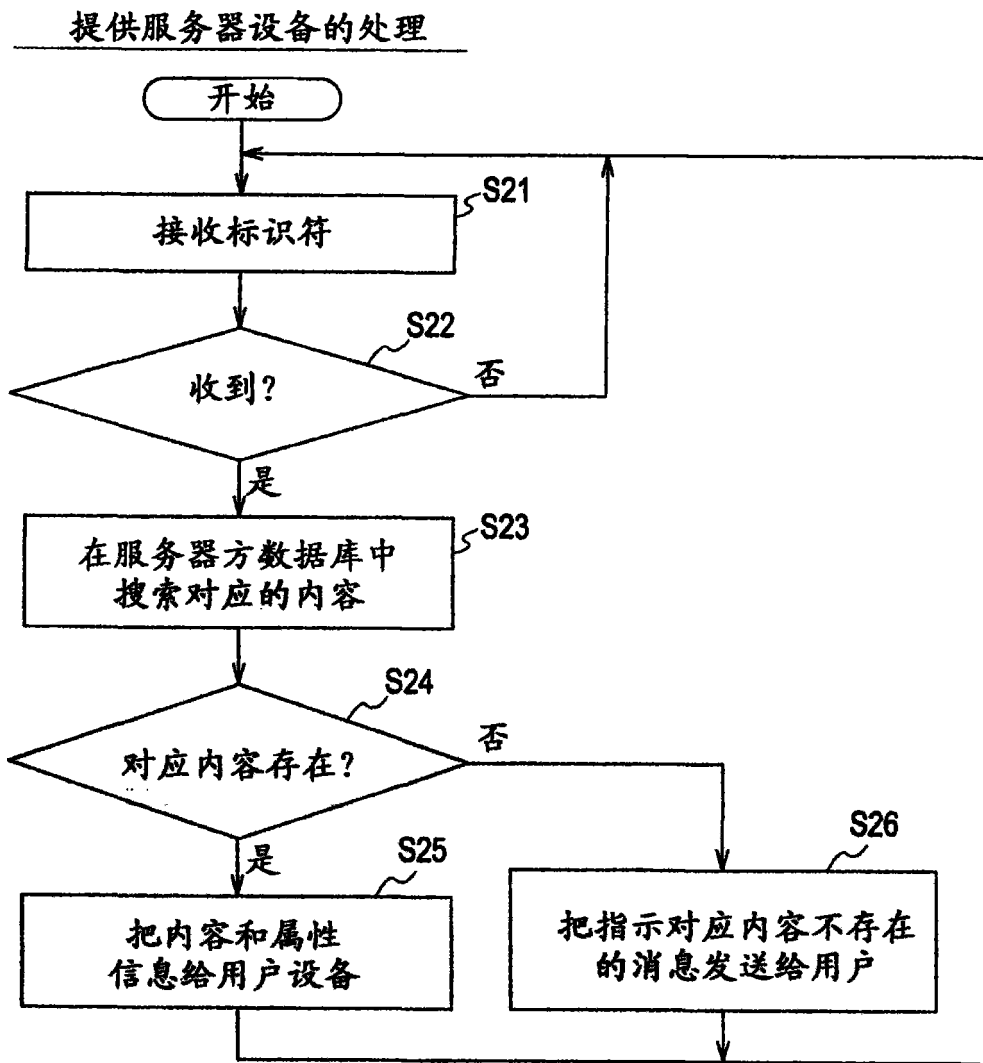 提供服务器设备的处理
开始
S21
接收标识符
S22
收到?
否
是
S23
在服务器方数据库中
搜索对应的内容
S24
对应内容存在?
否
是
S25
把内容和属性
信息给用户设备
S26
把指示对应内容不存在
的消息发送给用户